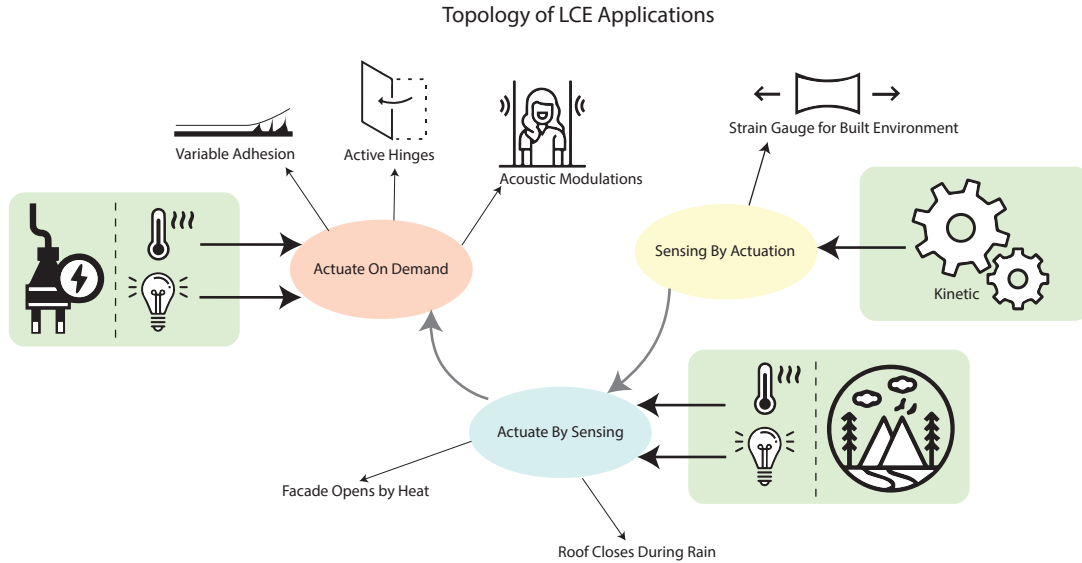 Topology of LCE Applications
Variable Adhesion
Active Hinges
Acoustic Modulations
Strain Gauge for Built Environment
Actuate On Demand
Sensing By Actuation
Kinetic
Actuate By Sensing
Facade Opens by Heat
Roof Closes During Rain